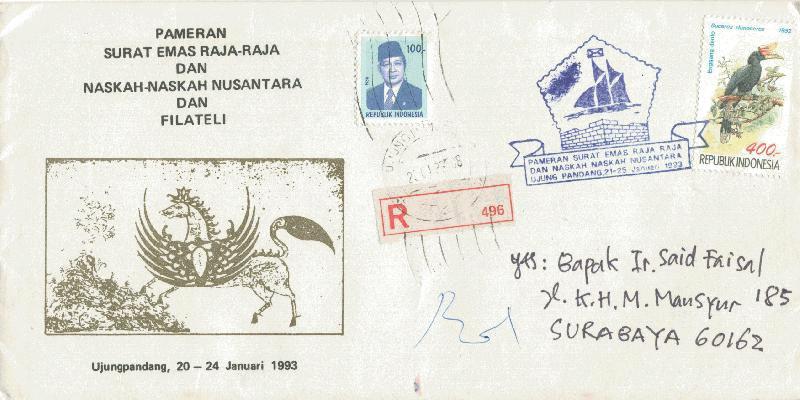 PAMERAN
SURAT EMAS RAJA-RAJA
DAN
NASKAH-NASKAH NUSANTARA
DAN
FILATELI
Ujungpandang, 20 – 24 Januari 1993
100,-
REPUBLIK INDONESIA
R
496
PAMERAN SURAT EMAS RAJA RAJA
DAN NASKAH NASKAH NUSANTARA
UJUNG PANDANG, 21-25 Januari 1993
Buceros rhinoceros 1992
400,-
REPUBLIK INDONESIA
yts: Bapak Ir. Said Faisal
Jl. K.H.M. Mansyur 185
SURABAYA 60162